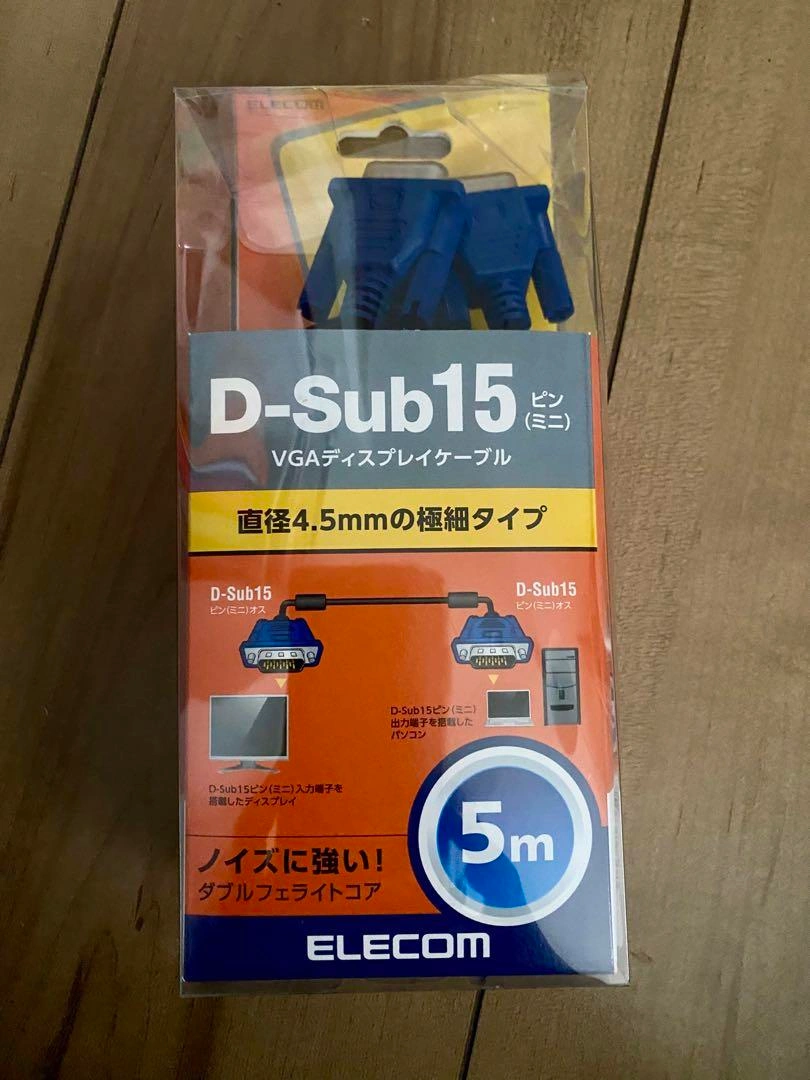 ELECOM
D-Sub15 ピン
(ミニ)
VGAディスプレイケーブル
直径4.5mmの極細タイプ
D-Sub15
ピン(ミニ)オス
D-Sub15
ピン(ミニ)オス
D-Sub15ピン(ミニ)
出力端子を搭載した
パソコン
D-Sub15ピン(ミニ)入力端子を
搭載したディスプレイ
5m
ノイズに強い!
ダブルフェライトコア
ELECOM